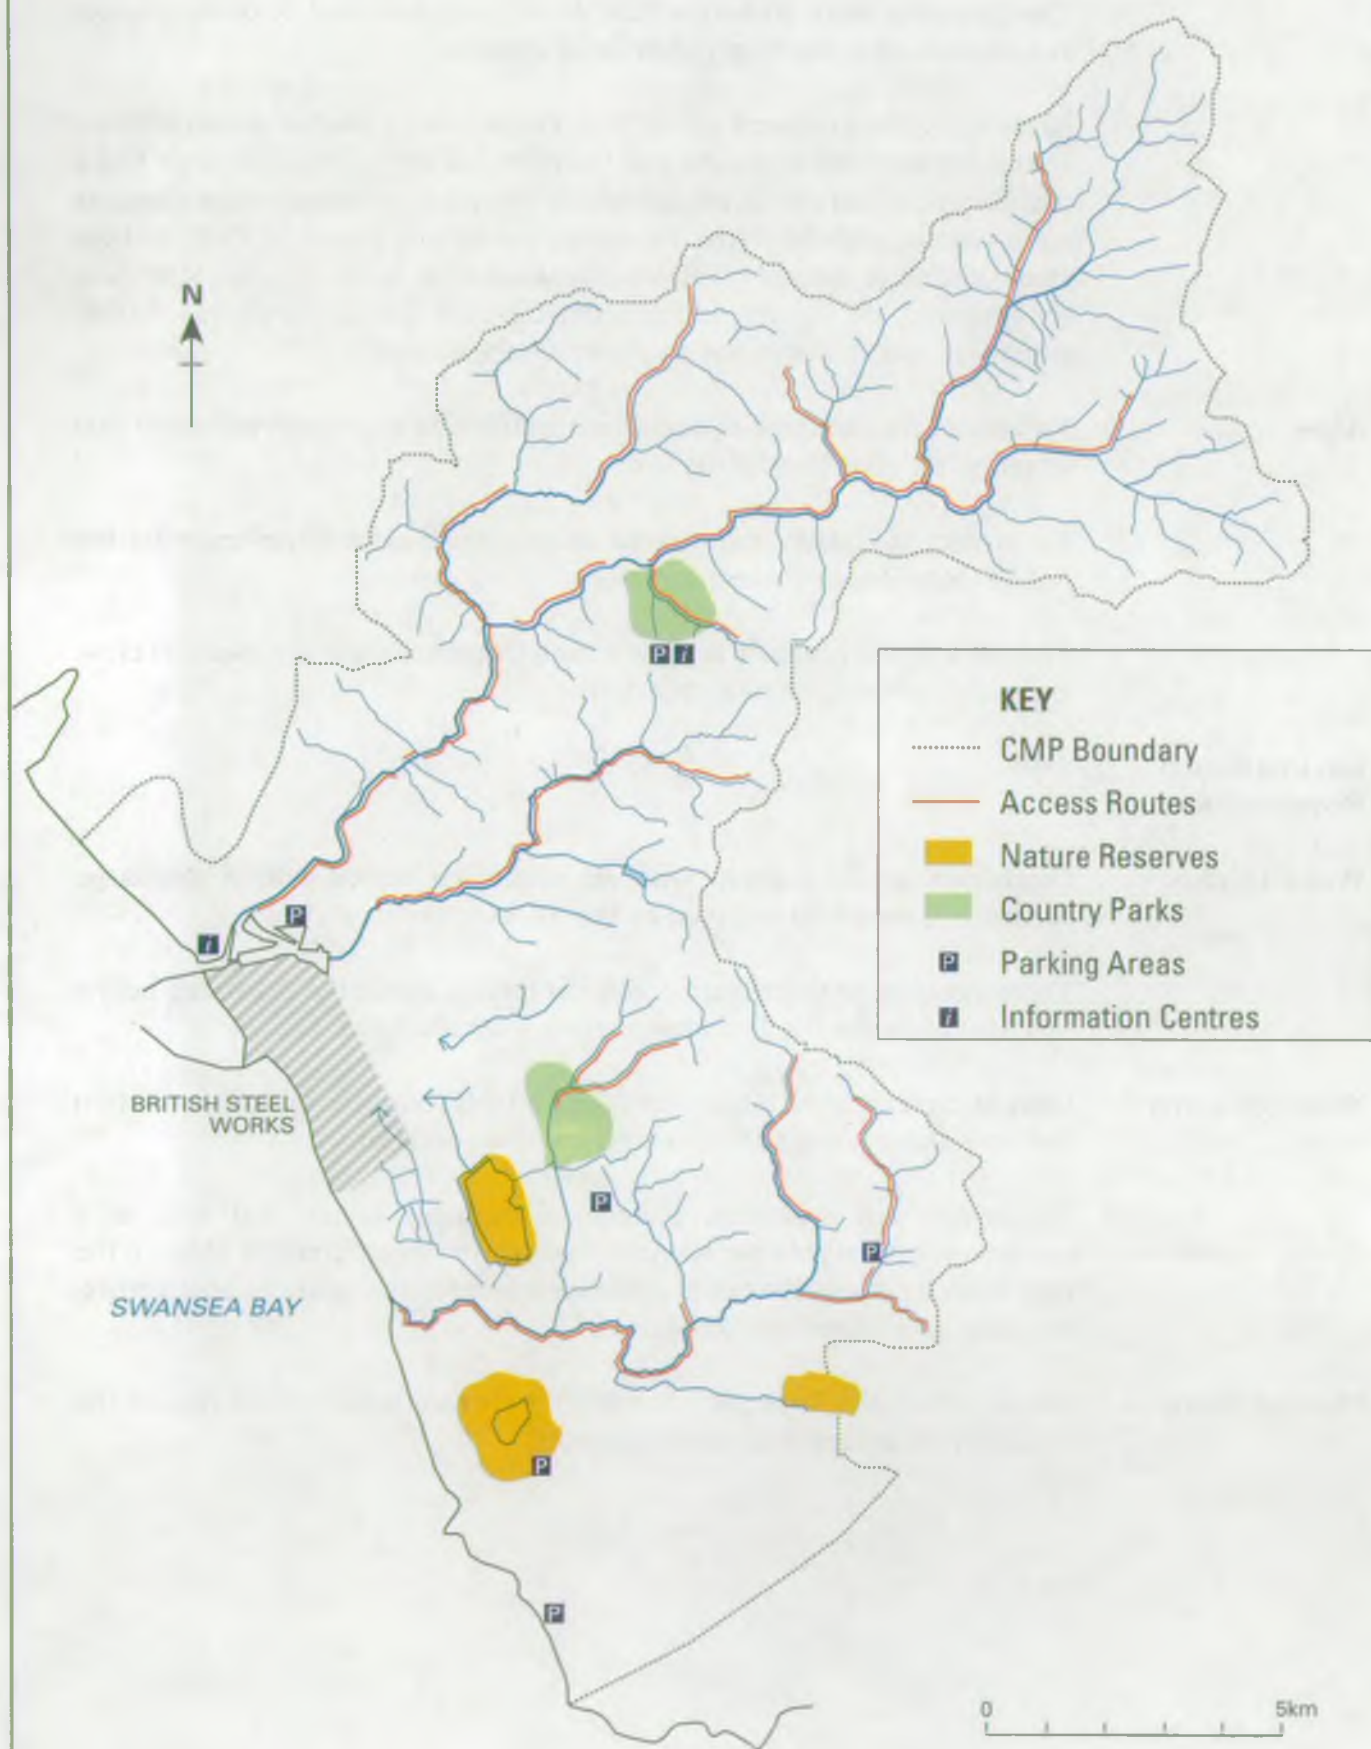 N
P i
KEY
CMP Boundary
Access Routes
Nature Reserves
Country Parks
P Parking Areas
i Information Centres
P
i
BRITISH STEEL
WORKS
P
P
SWANSEA BAY
P
P
0 5km